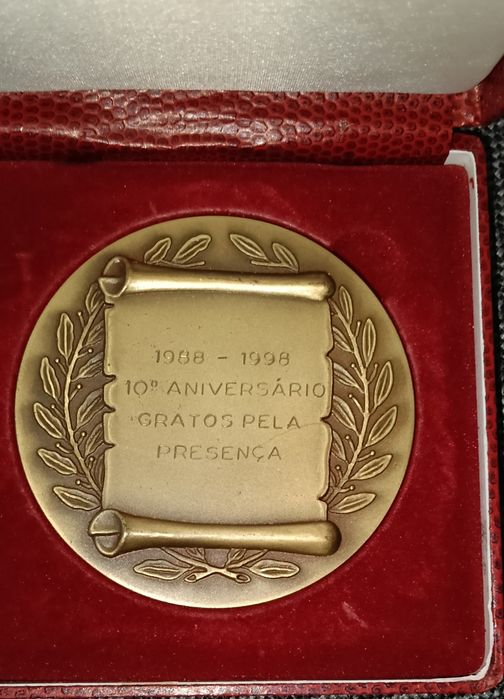 1988 - 1998
10º ANIVERSÁRIO
GRATOS PELA
PRESENÇA